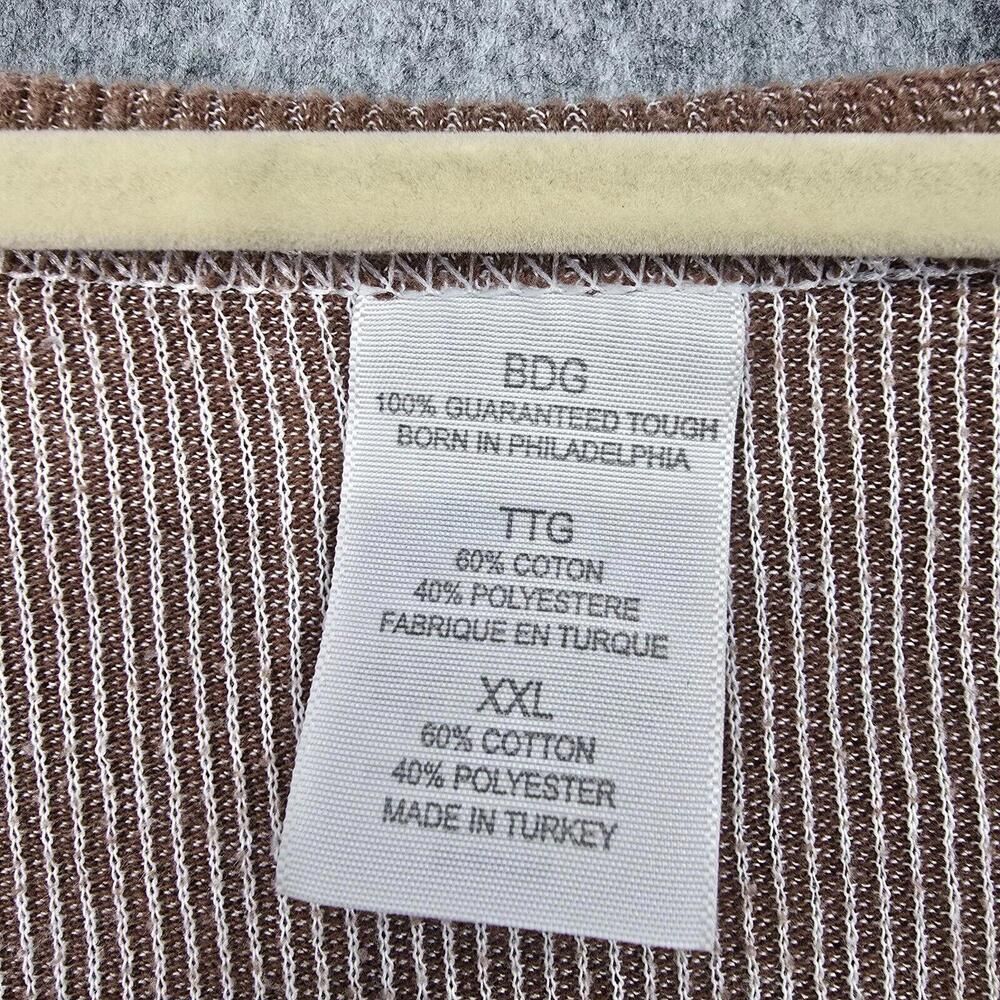 BDG
100% GUARANTEED TOUGH
BORN IN PHILADELPHIA
TTG
60% COTON
40% POLYESTERE
FABRIQUE EN TURQUE
XXL
60% COTTON
40% POLYESTER
MADE IN TURKEY